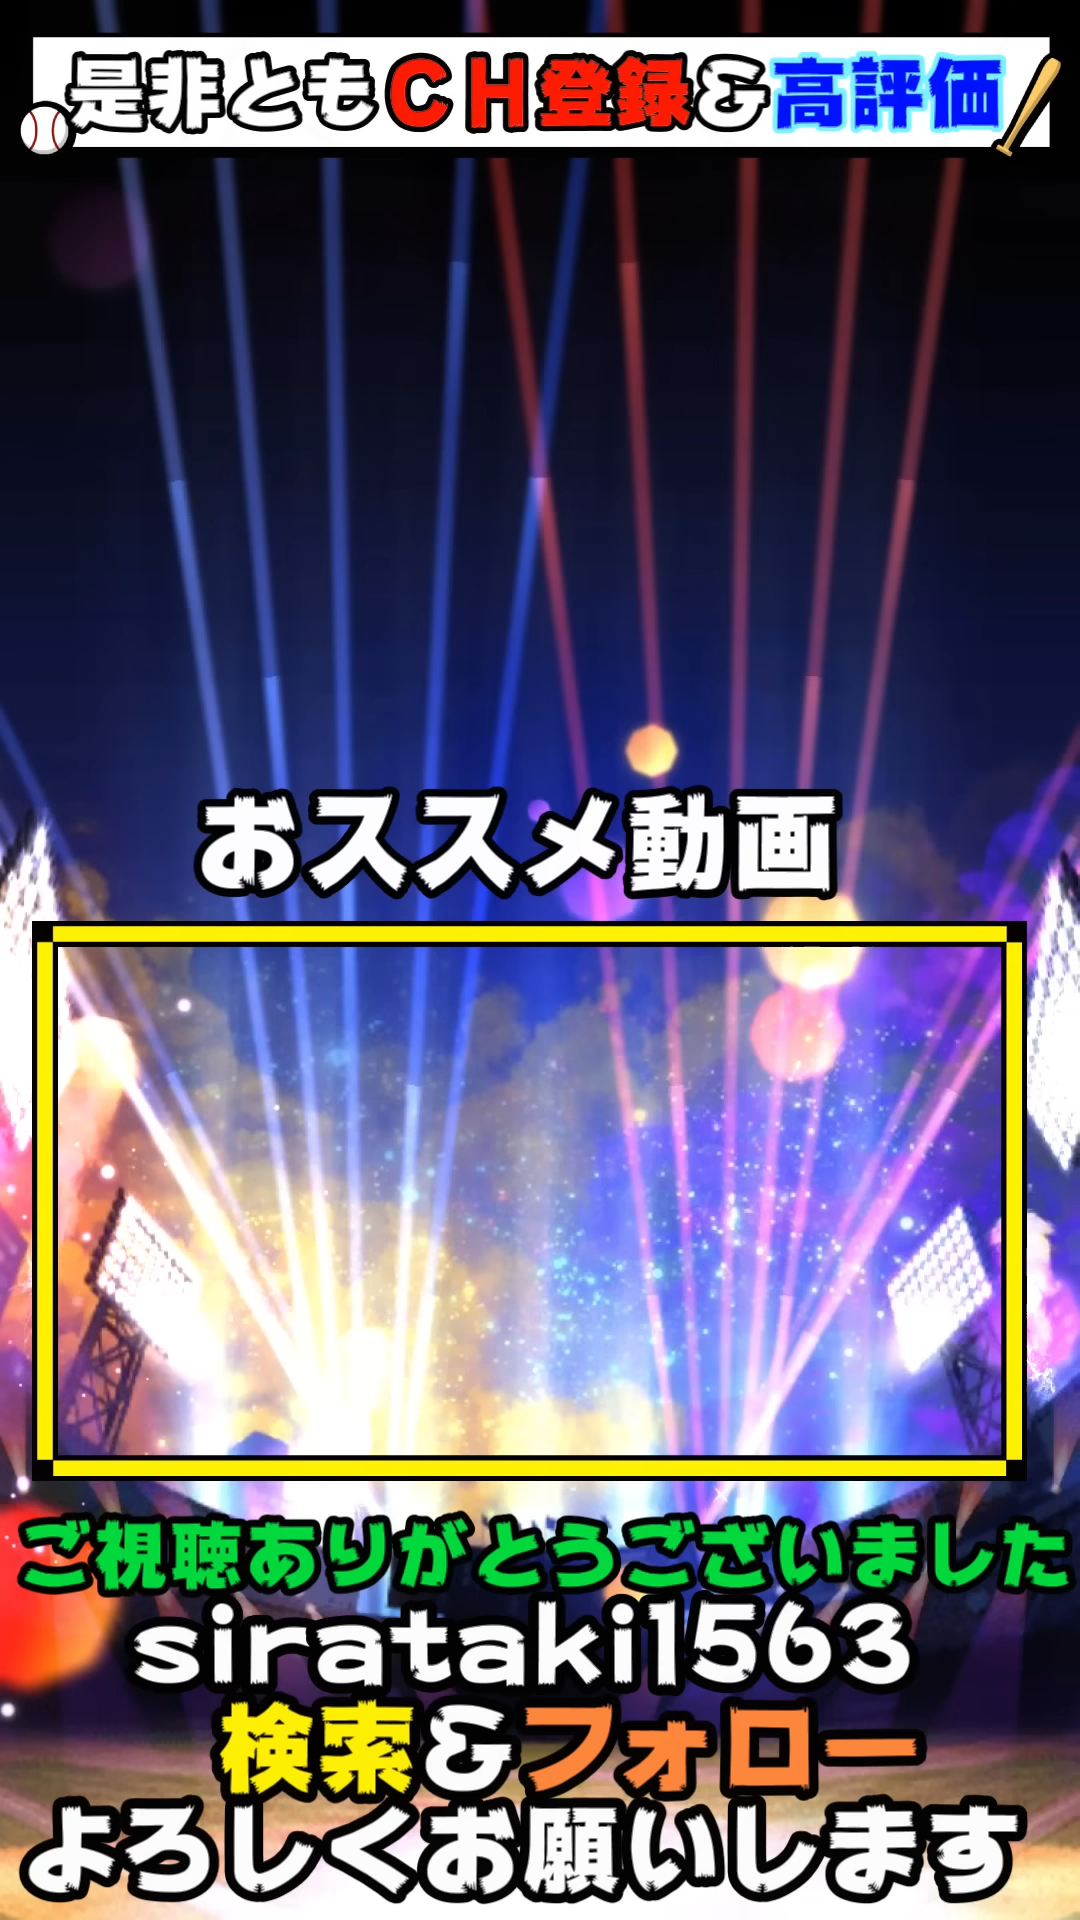 是非ともCH登録&高評価
おススメ動画
ご視聴ありがとうございました
sirataki1563
検索&フォロー
よろしくお願いします